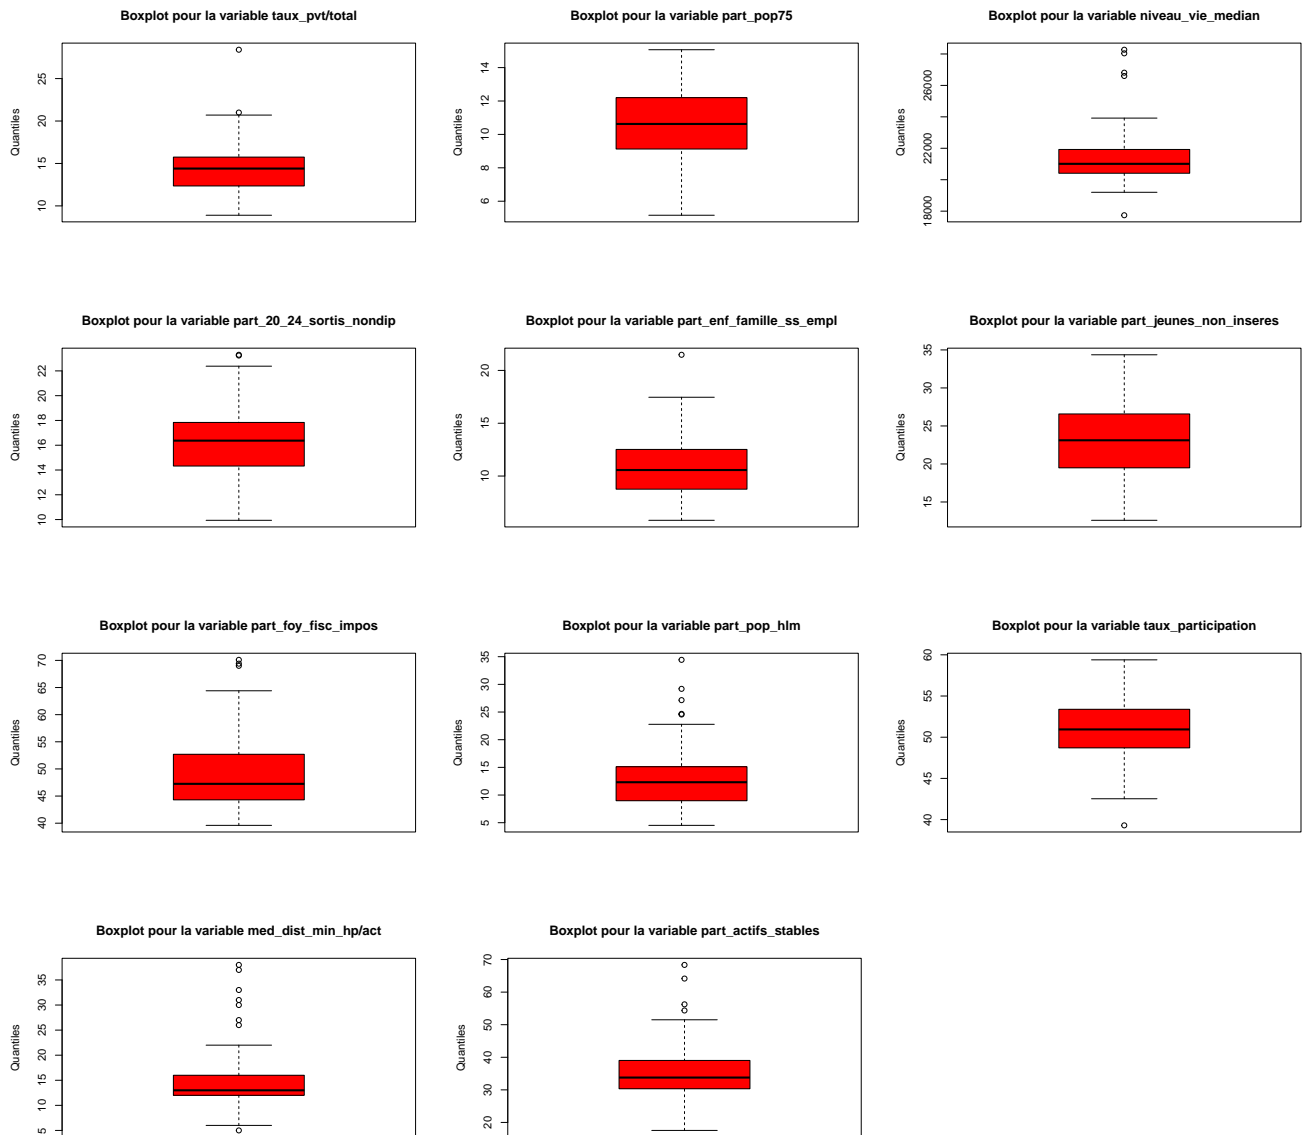 Boxplot pour la variable taux_pvt/total
Quantiles
10 15 20 25
Boxplot pour la variable part_pop75
Quantiles
6 8 10 12 14
Boxplot pour la variable niveau_vie_median
Quantiles
18000 22000 26000
Boxplot pour la variable part_20_24_sortis_nondip
Quantiles
10 12 14 16 18 20 22
Boxplot pour la variable part_enf_famille_ss_empl
Quantiles
10 15 20
Boxplot pour la variable part_jeunes_non_inseres
Quantiles
15 20 25 30 35
Boxplot pour la variable part_foy_fisc_impos
Quantiles
40 45 50 55 60 65 70
Boxplot pour la variable part_pop_hlm
Quantiles
5 10 15 20 25 30 35
Boxplot pour la variable taux_participation
Quantiles
40 45 50 55 60
Boxplot pour la variable med_dist_min_hp/act
Quantiles
5 10 15 20 25 30 35
Boxplot pour la variable part_actifs_stables
Quantiles
20 30 40 50 60 70